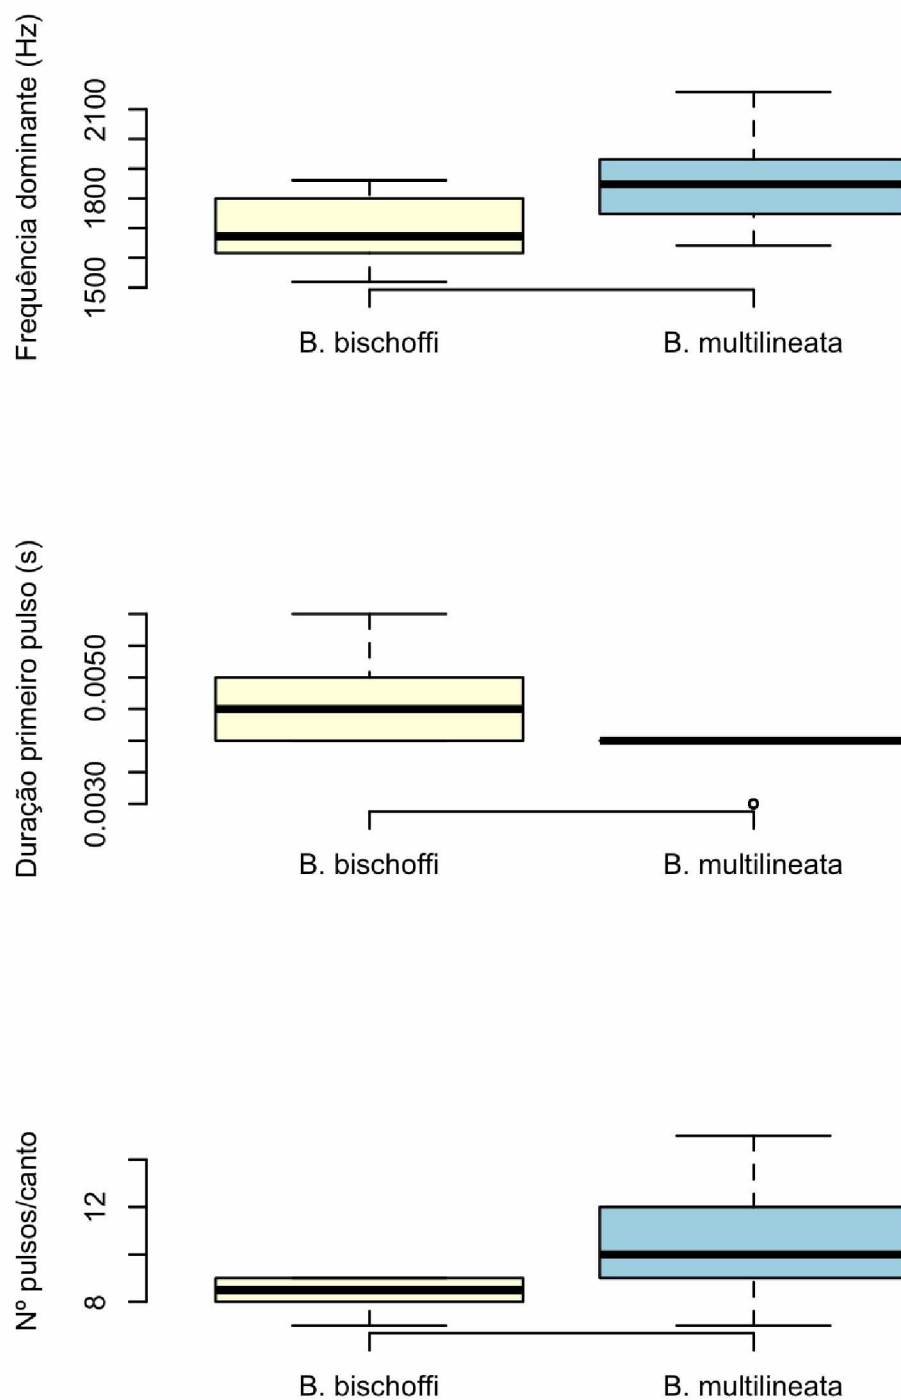 Frequência dominante (Hz)
2100
1800
1500
B. bischoffi
B. multilineata
Duração primeiro pulso (s)
0.0050
0.0030
B. bischoffi
B. multilineata
Nº pulsos/canto
12
8
B. bischoffi
B. multilineata